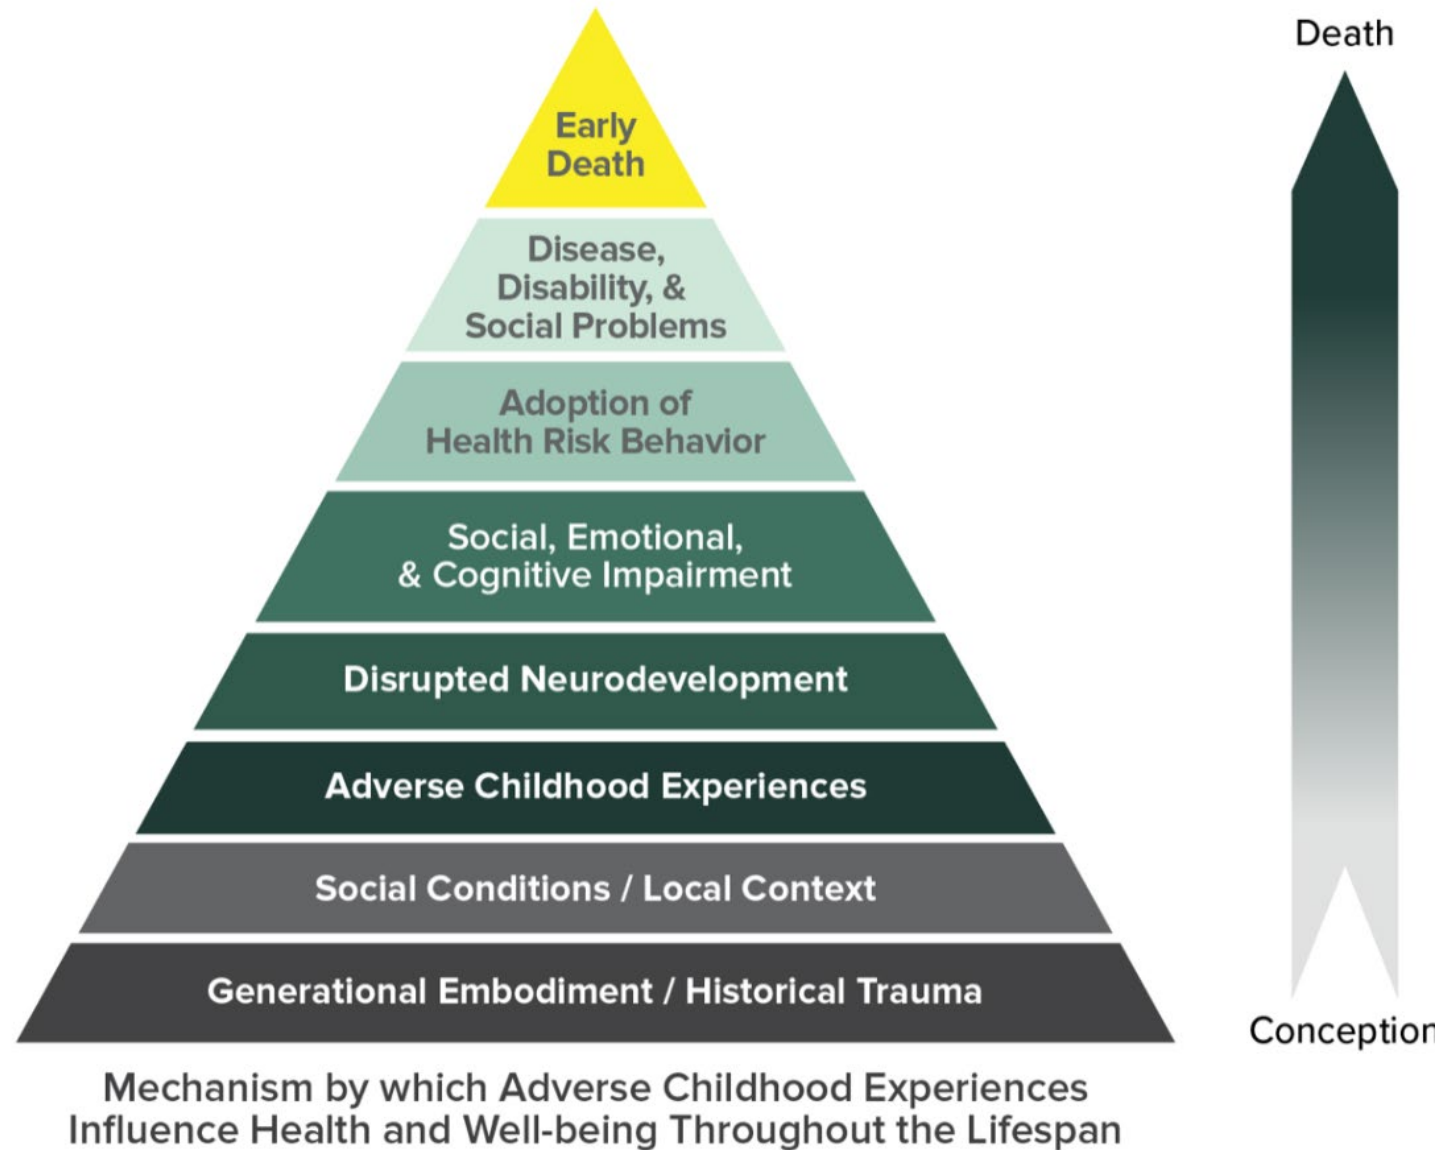 Death
Early
Death
Disease,
Disability, &
Social Problems
Adoption of
Health Risk Behavior
Social, Emotional,
& Cognitive Impairment
Disrupted Neurodevelopment
Adverse Childhood Experiences
Social Conditions / Local Context
Generational Embodiment / Historical Trauma
Conception
Mechanism by which Adverse Childhood Experiences
Influence Health and Well-being Throughout the Lifespan